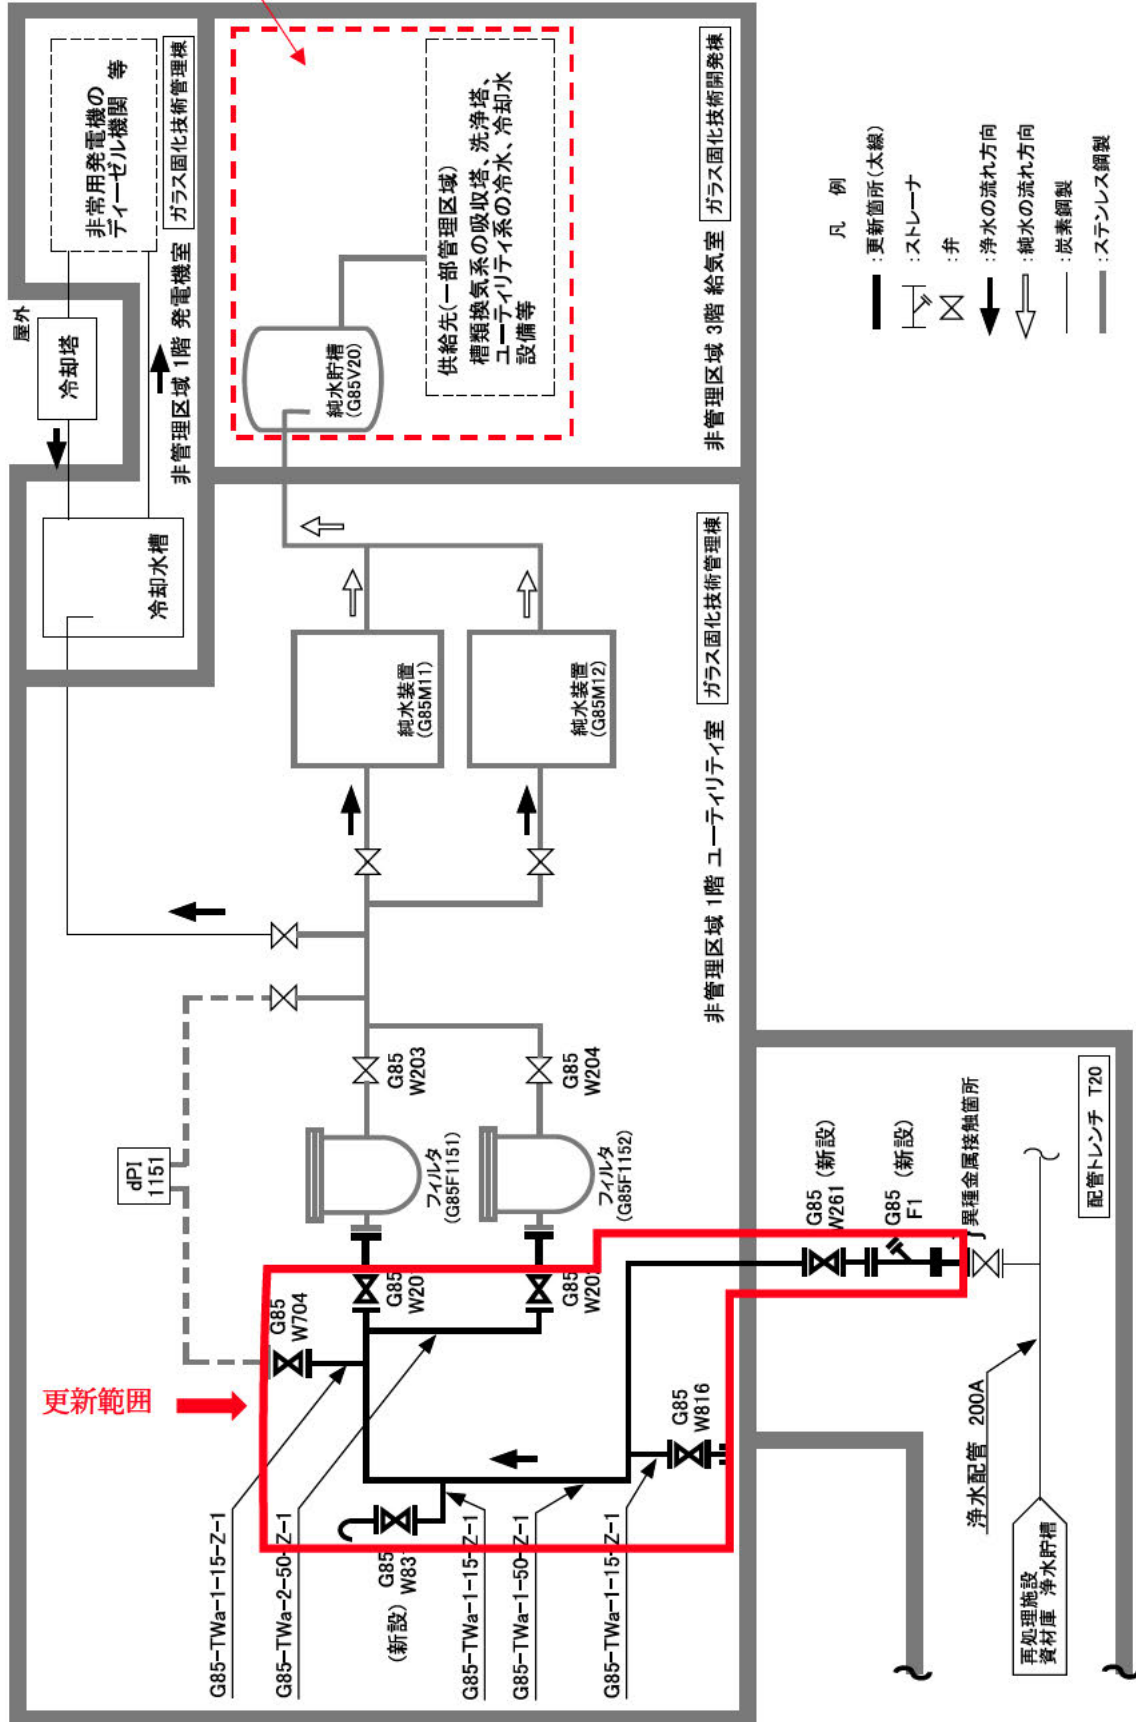 屋外
冷却塔
冷却水槽
非常用発電機の
ディーゼル機関 等
ガラス固化技術管理棟
非管理区域 1階 発電機室
純水貯槽
(G85V20)
供給先(一部管理区域)
槽類換気系の吸収塔、洗浄塔、
ユーティリティ系の冷水、冷却水
設備等
ガラス固化技術開発棟
非管理区域 3階 給気室
純水装置
(G85M11)
純水装置
(G85M12)
ガラス固化技術管理棟
非管理区域 1階 ユーティリティ室
dPI
1151
G85
W203
G85
W204
フィルタ
(G85F1151)
フィルタ
(G85F1152)
G85
G85
G85
W704
更新範囲
G85
W816
G85
(新設)
G85-TWa-1-15-Z-1
G85-TWa-2-50-Z-1
G85-TWa-1-15-Z-1
G85-TWa-1-50-Z-1
G85-TWa-1-15-Z-1
G85 (新設)
W261
G85 (新設)
F1
異種金属接触箇所
配管トレンチ T20
浄水配管 200A
再処理施設
資材庫 浄水貯槽
凡 例
:更新箇所(太線)
:ストレーナ
:弁
:浄水の流れ方向
:純水の流れ方向
:炭素鋼製
:ステンレス鋼製